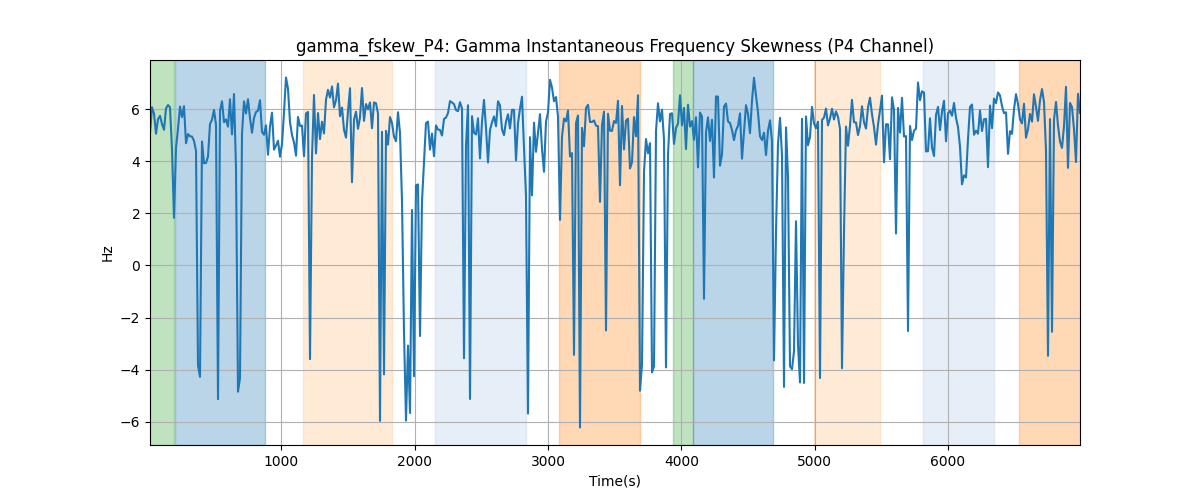 gamma_fskew_P4: Gamma Instantaneous Frequency Skewness (P4 Channel)
6
4
2
0
−2
−4
−6
Hz
1000 2000 3000 4000 5000 6000
Time(s)